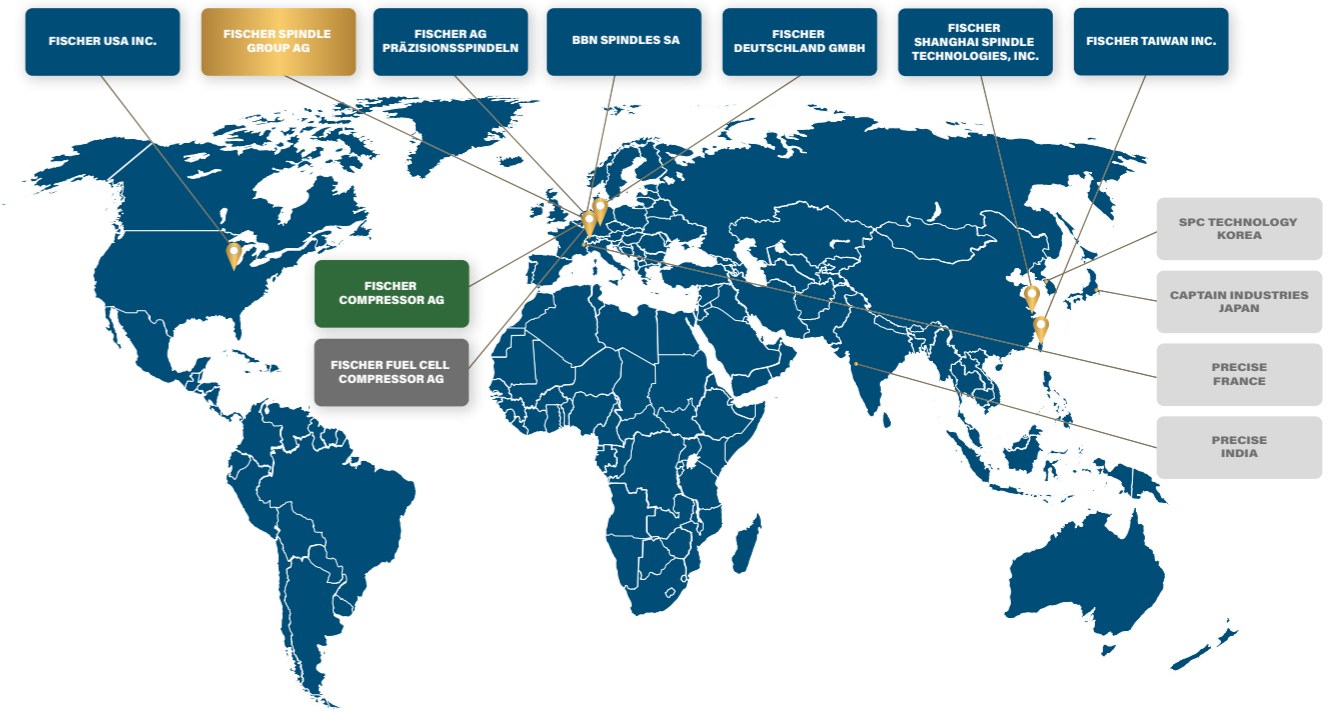 FISCHER USA INC.
FISCHER SPINDLE
GROUP AG
FISCHER AG
PRÄZISIONSSPINDELN
BBN SPINDLES SA
FISCHER
DEUTSCHLAND GMBH
FISCHER
SHANGHAI SPINDLE
TECHNOLOGIES, INC.
FISCHER TAIWAN INC.
SPC TECHNOLOGY
KOREA
FISCHER
COMPRESSOR AG
CAPTAIN INDUSTRIES
JAPAN
FISCHER FUEL CELL
COMPRESSOR AG
PRECISE
FRANCE
PRECISE
INDIA